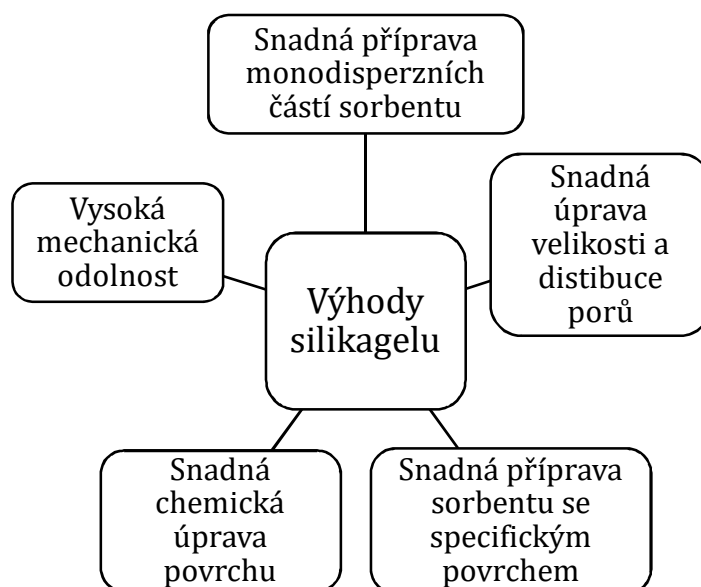 Snadná příprava
monodisperzních
částí sorbentu
Vysoká
mechanická
odolnost
Snadná
úprava
velikosti a
distibuce
porů
Výhody
silikagelu
Snadná
chemická
úprava
povrchu
Snadná příprava
sorbentu se
specifickým
povrchem